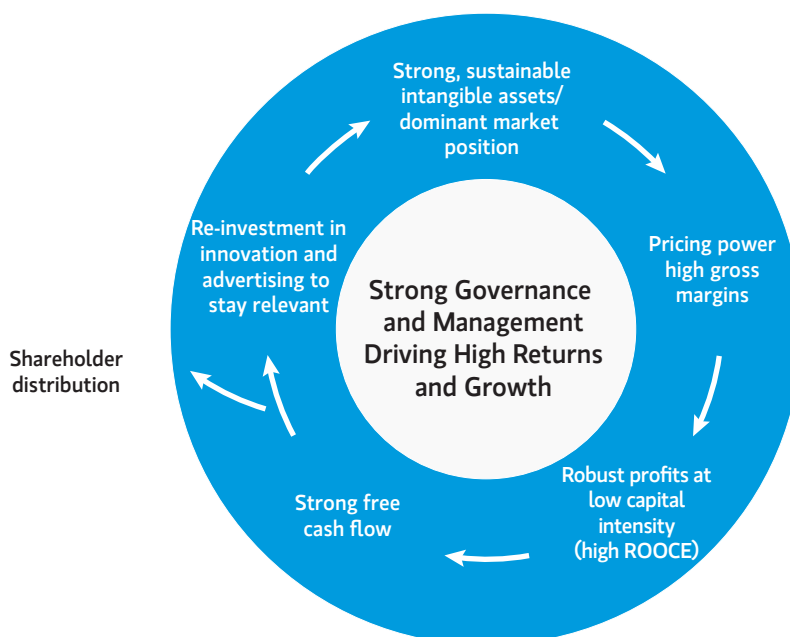 Strong, sustainable
intangible assets/
dominant market
position
Pricing power
high gross
margins
Robust profits at
low capital
intensity
(high ROOCE)
Strong free
cash flow
Shareholder
distribution
Re-investment in
innovation and
advertising to
stay relevant
Strong Governance
and Management
Driving High Returns
and Growth